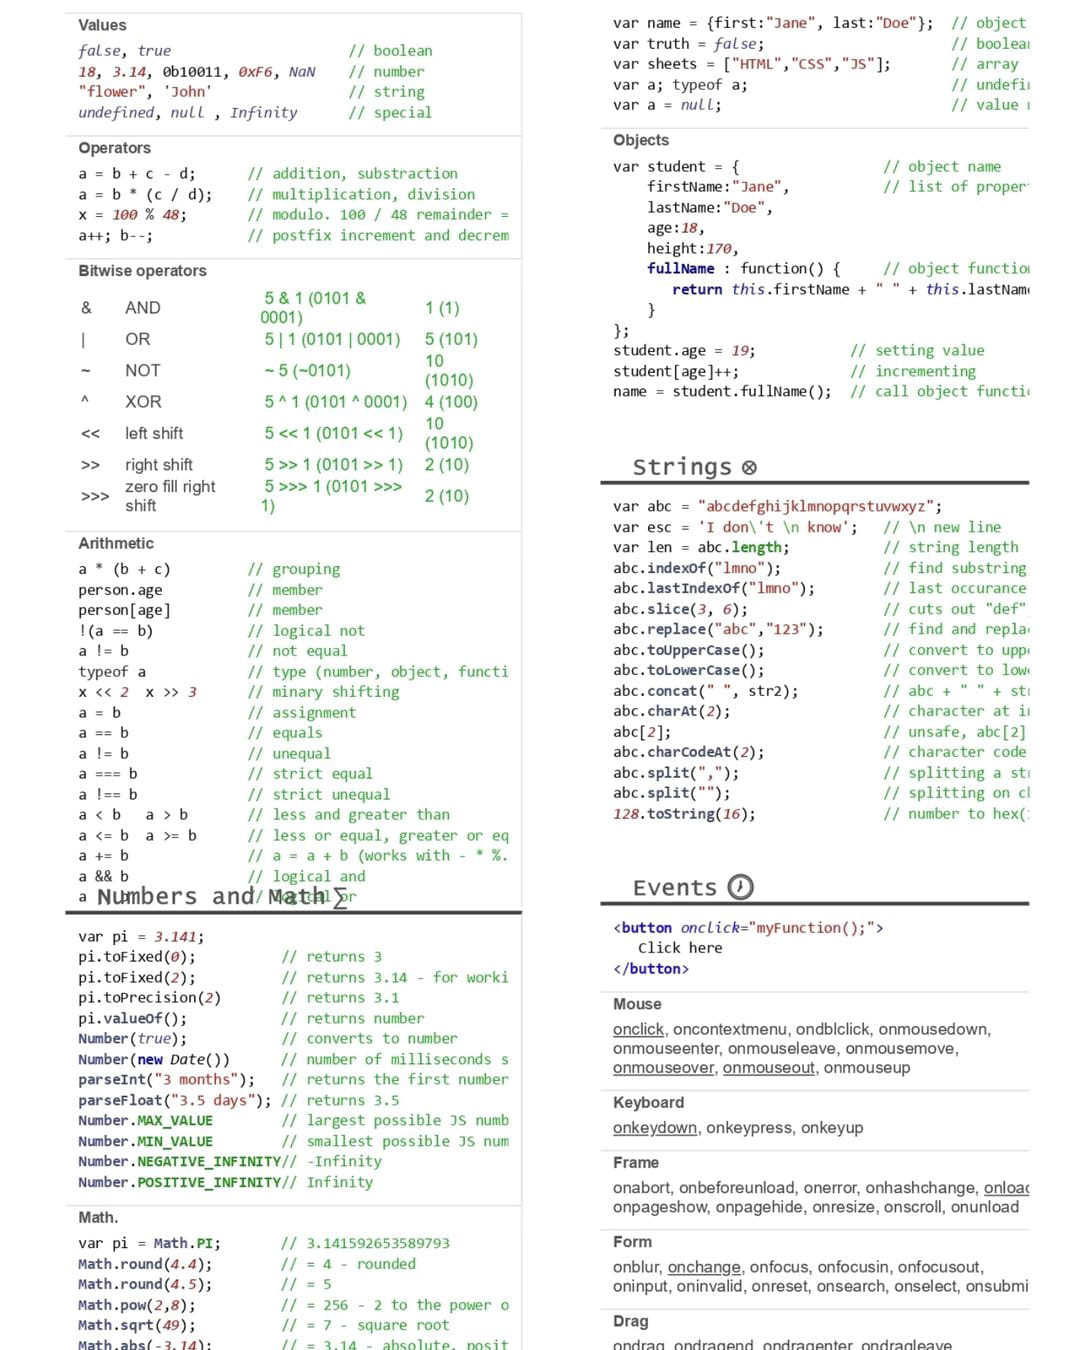 Values
false, true // boolean
18, 3.14, 0b10011, 0xF6, NaN // number
"flower", 'John' // string
undefined, null , Infinity // special
Operators
a = b + c - d; // addition, substraction
a = b * (c / d); // multiplication, division
x = 100 % 48; // modulo. 100 / 48 remainder =
a++; b--; // postfix increment and decrem
Bitwise operators
& AND 5 & 1 (0101 & 0001) 1 (1)
| OR 5 | 1 (0101 | 0001) 5 (101)
~ NOT ~ 5 (~0101) 10 (1010)
^ XOR 5 ^ 1 (0101 ^ 0001) 4 (100)
<< left shift 5 << 1 (0101 << 1) 10 (1010)
>> right shift 5 >> 1 (0101 >> 1) 2 (10)
>>> zero fill right shift 5 >>> 1 (0101 >>> 1) 2 (10)
Arithmetic
a * (b + c) // grouping
person.age // member
person[age] // member
!(a == b) // logical not
a != b // not equal
typeof a // type (number, object, functi
x << 2 x >> 3 // minary shifting
a = b // assignment
a == b // equals
a != b // unequal
a === b // strict equal
a !== b // strict unequal
a < b a > b // less and greater than
a <= b a >= b // less or equal, greater or eq
a += b // a = a + b (works with - * %.
a && b // logical and
a // or
Numbers and Math ∑
var pi = 3.141;
pi.toFixed(0); // returns 3
pi.toFixed(2); // returns 3.14 - for worki
pi.toPrecision(2) // returns 3.1
pi.valueOf(); // returns number
Number(true); // converts to number
Number(new Date()) // number of milliseconds s
parseInt("3 months"); // returns the first number
parseFloat("3.5 days"); // returns 3.5
Number.MAX_VALUE // largest possible JS numb
Number.MIN_VALUE // smallest possible JS num
Number.NEGATIVE_INFINITY// -Infinity
Number.POSITIVE_INFINITY// Infinity
Math.
var pi = Math.PI; // 3.141592653589793
Math.round(4.4); // = 4 - rounded
Math.round(4.5); // = 5
Math.pow(2,8); // = 256 - 2 to the power o
Math.sqrt(49); // = 7 - square root
Math.abs(-3.14); // = 3.14 - absolute, posit
var name = {first:"Jane", last:"Doe"}; // object
var truth = false; // boolean
var sheets = ["HTML","CSS","JS"]; // array
var a; typeof a; // undefi
var a = null; // value
Objects
var student = { // object name
firstName:"Jane", // list of proper
lastName:"Doe",
age:18,
height:170,
fullName : function() { // object function
return this.firstName + " " + this.lastName
}
};
student.age = 19; // setting value
student[age]++; // incrementing
name = student.fullName(); // call object functi
Strings ⊗
var abc = "abcdefghijklmnopqrstuvwxyz";
var esc = 'I don\'t \n know'; // \n new line
var len = abc.length; // string length
abc.indexOf("lmno"); // find substring
abc.lastIndexOf("lmno"); // last occurance
abc.slice(3, 6); // cuts out "def"
abc.replace("abc","123"); // find and repla
abc.toUpperCase(); // convert to upp
abc.toLowerCase(); // convert to low
abc.concat(" ", str2); // abc + " " + st
abc.charAt(2); // character at i
abc[2]; // unsafe, abc[2]
abc.charCodeAt(2); // character code
abc.split(","); // splitting a st
abc.split(""); // splitting on c
128.toString(16); // number to hex(
Events
<button onclick="myFunction();">
Click here
</button>
Mouse
onclick, oncontextmenu, ondblclick, onmousedown,
onmouseenter, onmouseleave, onmousemove,
onmouseover, onmouseout, onmouseup
Keyboard
onkeydown, onkeypress, onkeyup
Frame
onabort, onbeforeunload, onerror, onhashchange, onload
onpageshow, onpagehide, onresize, onscroll, onunload
Form
onblur, onchange, onfocus, onfocusin, onfocusout,
oninput, oninvalid, onreset, onsearch, onselect, onsubmi
Drag
ondrag, ondragend, ondragenter, ondragleave,